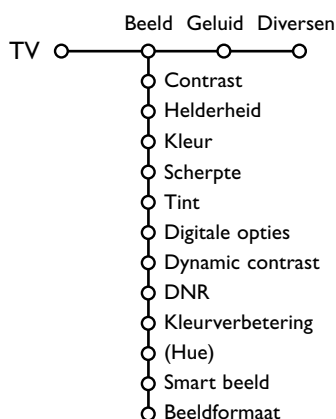 Beeld Geluid Diversen
TV
Contrast
Helderheid
Kleur
Scherpte
Tint
Digitale opties
Dynamic contrast
DNR
Kleurverbetering
(Hue)
Smart beeld
Beeldformaat